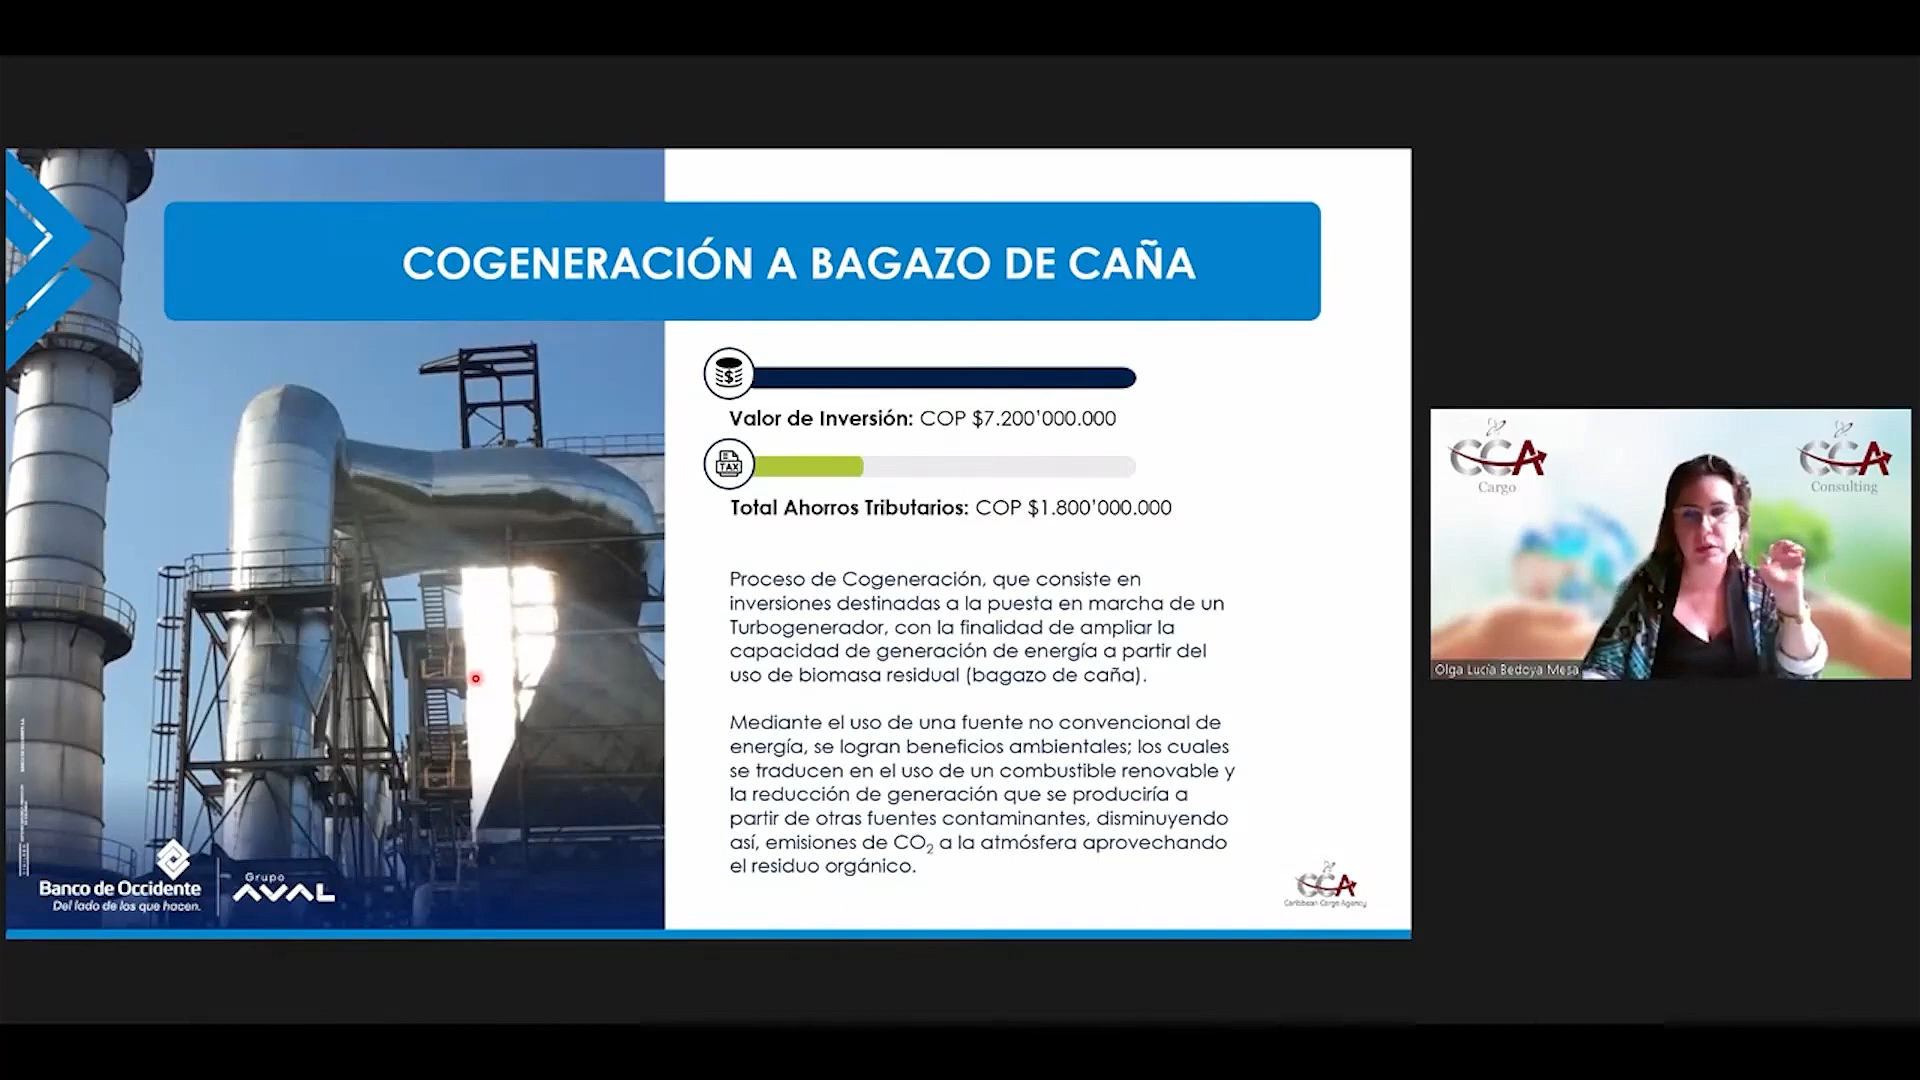 COGENERACIÓN A BAGAZO DE CAÑA
$
Valor de Inversión: COP $7.200’000.000
TAX
Total Ahorros Tributarios: COP $1.800’000.000
Proceso de Cogeneración, que consiste en
inversiones destinadas a la puesta en marcha de un
Turbogenerador, con la finalidad de ampliar la
capacidad de generación de energía a partir del
uso de biomasa residual (bagazo de caña).
Mediante el uso de una fuente no convencional de
energía, se logran beneficios ambientales; los cuales
se traducen en el uso de un combustible renovable y
la reducción de generación que se produciría a
partir de otras fuentes contaminantes, disminuyendo
así, emisiones de CO₂ a la atmósfera aprovechando
el residuo orgánico.
Banco de Occidente
Del lado de los que hacen.
Grupo
AVAL
CCA
Caribbean Cargo Agency
CCA
Cargo
CCA
Consulting
Olga Lucía Bedoya Mesa